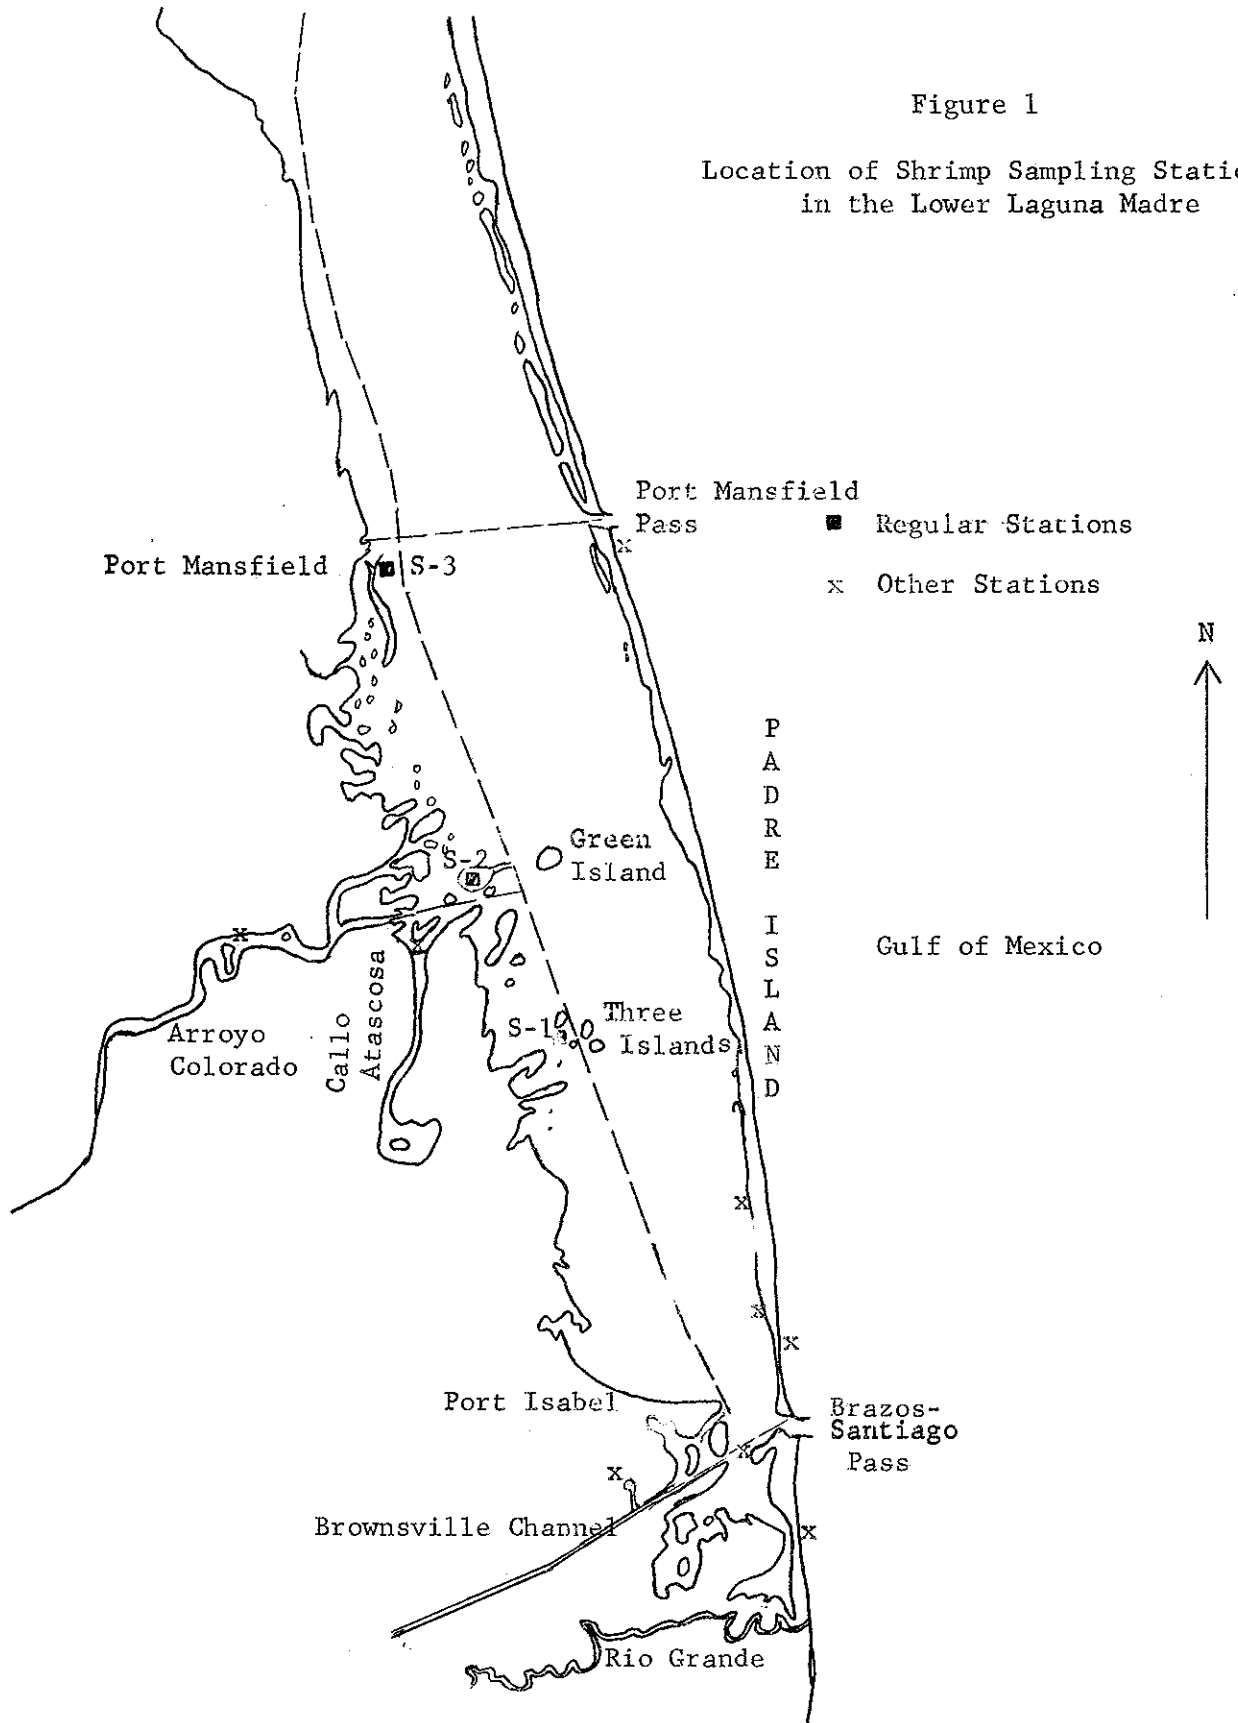 Figure 1
Location of Shrimp Sampling
in the Lower Laguna Madre
Port Mansfield
Pass
■ Regular Stations
x Other Stations
Port Mansfield
S-3
N
PADRE ISLAND
Green
Island
S-2
Gulf of Mexico
Arroyo
Colorado
Callo
Atascosa
S-1
Three
Islands
Port Isabel
Brazos-
Santiago
Pass
Brownsville Channel
Rio Grande